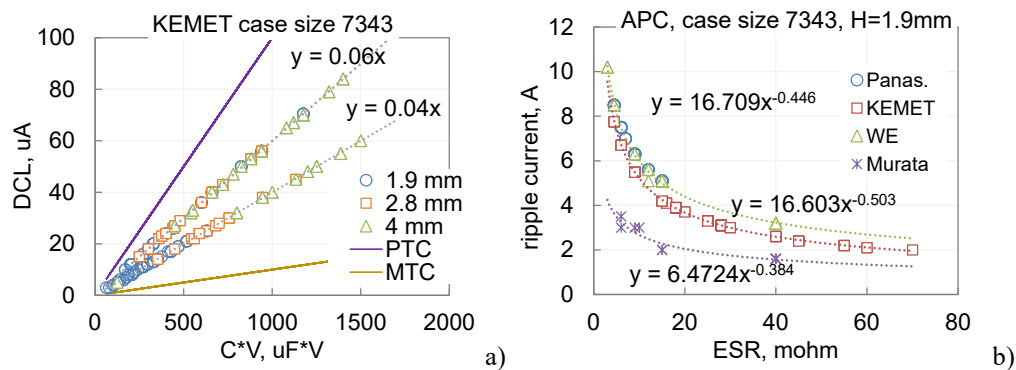 KEMET case size 7343
100
80
60
40
20
0
DCL, uA
y = 0.06x
y = 0.04x
1.9 mm
2.8 mm
4 mm
PTC
MTC
0
500
1000
1500
2000
C*V, uF*V
a)
APC, case size 7343, H=1.9mm
12
10
8
6
4
2
0
ripple current, A
y = 16.709x-0.446
Panas.
KEMET
WE
Murata
y = 16.603x-0.503
y = 6.4724x-0.384
0
20
40
60
80
ESR, mohm
b)